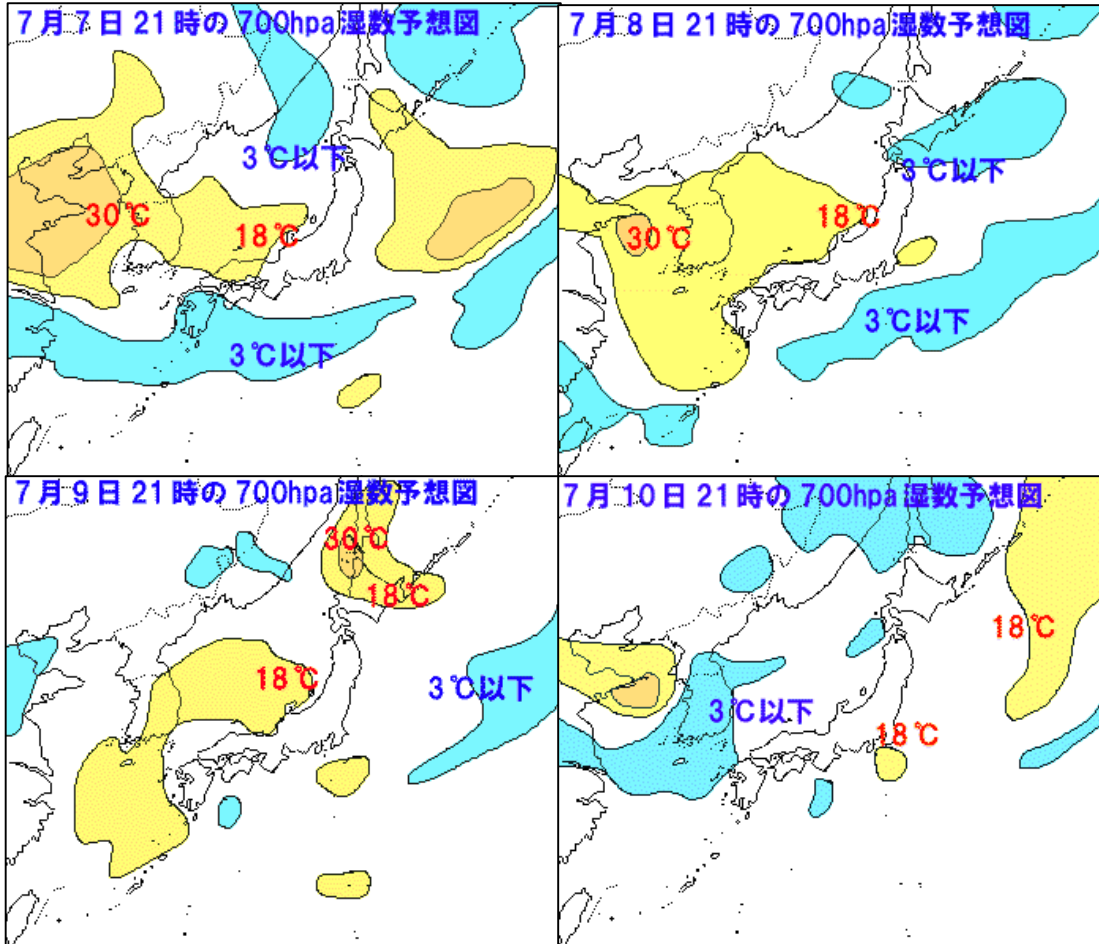 7月7日21時の700hpa湿数予想図
3℃以下
30℃
18℃
3℃以下
7月8日21時の700hpa湿数予想図
3℃以下
18℃
30℃
3℃以下
7月9日21時の700hpa湿数予想図
30℃
18℃
18℃
3℃以下
7月10日21時の700hpa湿数予想図
18℃
3℃以下
18℃